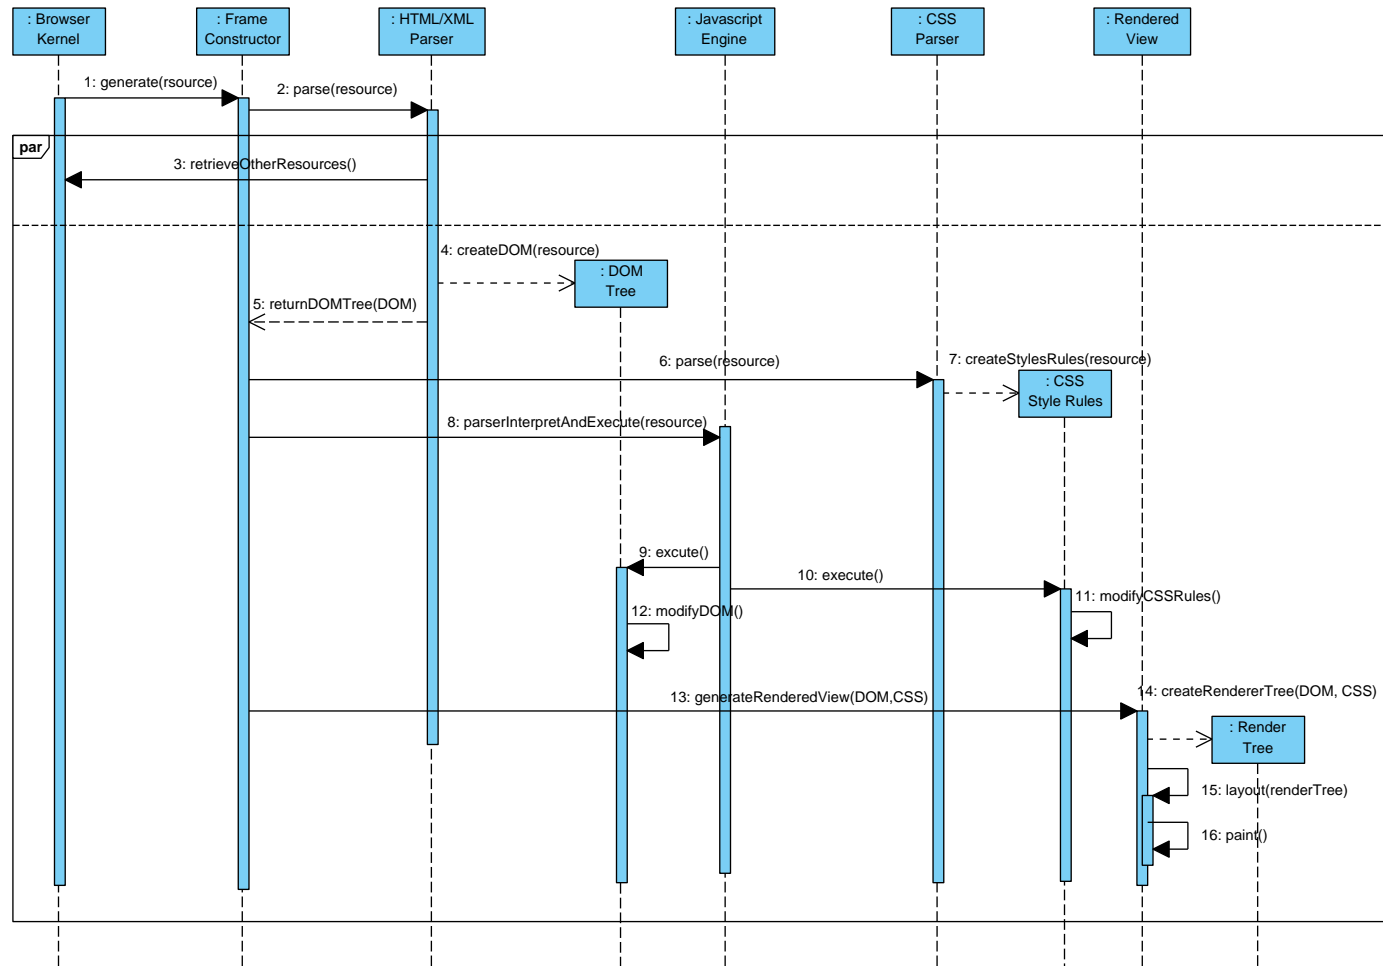 : Browser
Kernel
: Frame
Constructor
: HTML/XML
Parser
: Javascript
Engine
: CSS
Parser
: Rendered
View
1: generate(rsource)
2: parse(resource)
par
3: retrieveOtherResources()
4: createDOM(resource)
: DOM
Tree
5: returnDOMTree(DOM)
6: parse(resource)
7: createStylesRules(resource)
: CSS
Style Rules
8: parserInterpretAndExecute(resource)
9: excute()
10: execute()
11: modifyCSSRules()
12: modifyDOM()
13: generateRenderedView(DOM,CSS)
14: createRendererTree(DOM, CSS)
: Render
Tree
15: layout(renderTree)
16: paint()